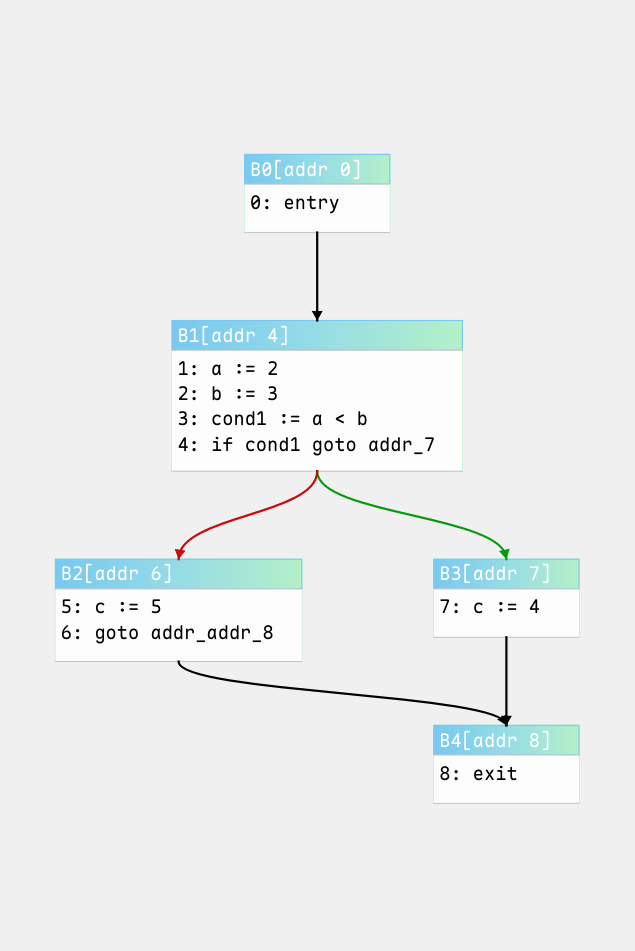 B0[addr 0]
0: entry
B1[addr 4]
1: a := 2
2: b := 3
3: cond1 := a < b
4: if cond1 goto addr_7
B2[addr 6]
5: c := 5
6: goto addr_addr_8
B3[addr 7]
7: c := 4
B4[addr 8]
8: exit